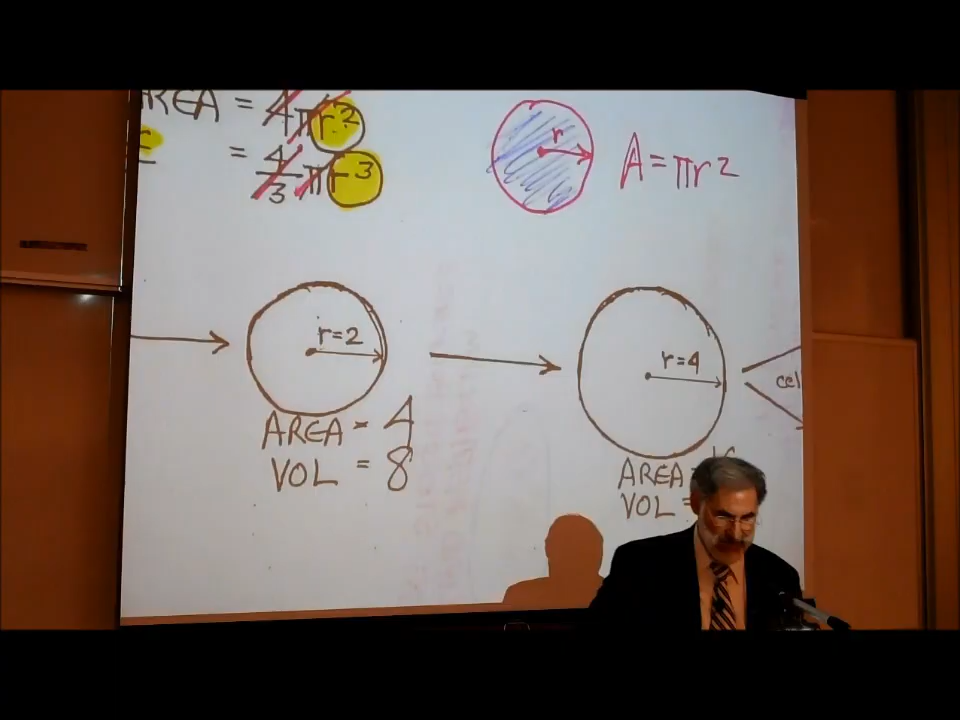 AREA = 4πr²
= 4/3 πr³
r
A = πr²
r=2
r=4
AREA = 4
VOL = 8
AREA =
VOL =